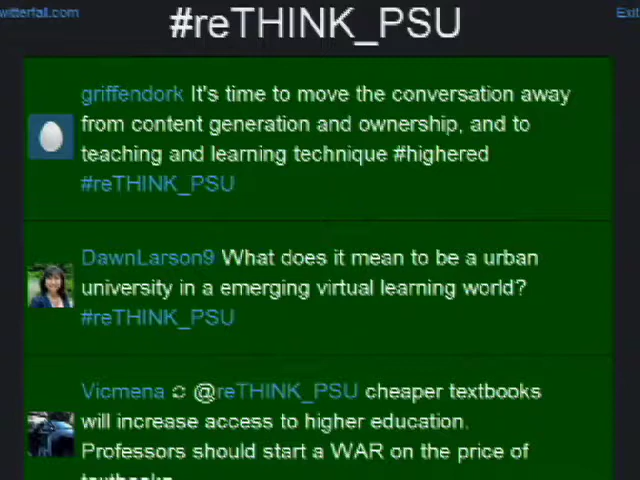 witterfall.com
#reTHINK_PSU
Exit
griffendork It's time to move the conversation away
from content generation and ownership, and to
teaching and learning technique #highered
#reTHINK_PSU
DawnLarson9 What does it mean to be a urban
university in a emerging virtual learning world?
#reTHINK_PSU
Vicmena @reTHINK_PSU cheaper textbooks
will increase access to higher education.
Professors should start a WAR on the price of
textbooks